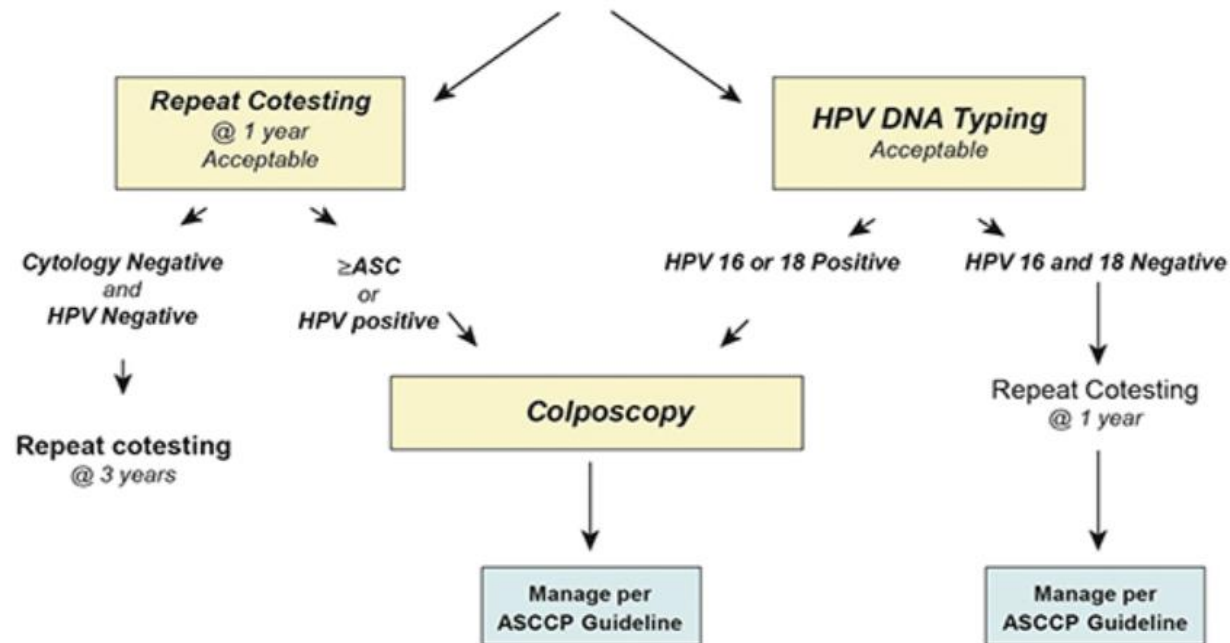 Repeat Cotesting
@ 1 year
Acceptable
HPV DNA Typing
Acceptable
Cytology Negative
and
HPV Negative
≥ASC
or
HPV positive
HPV 16 or 18 Positive
HPV 16 and 18 Negative
Repeat cotesting
@ 3 years
Colposcopy
Repeat Cotesting
@ 1 year
Manage per
ASCCP Guideline
Manage per
ASCCP Guideline